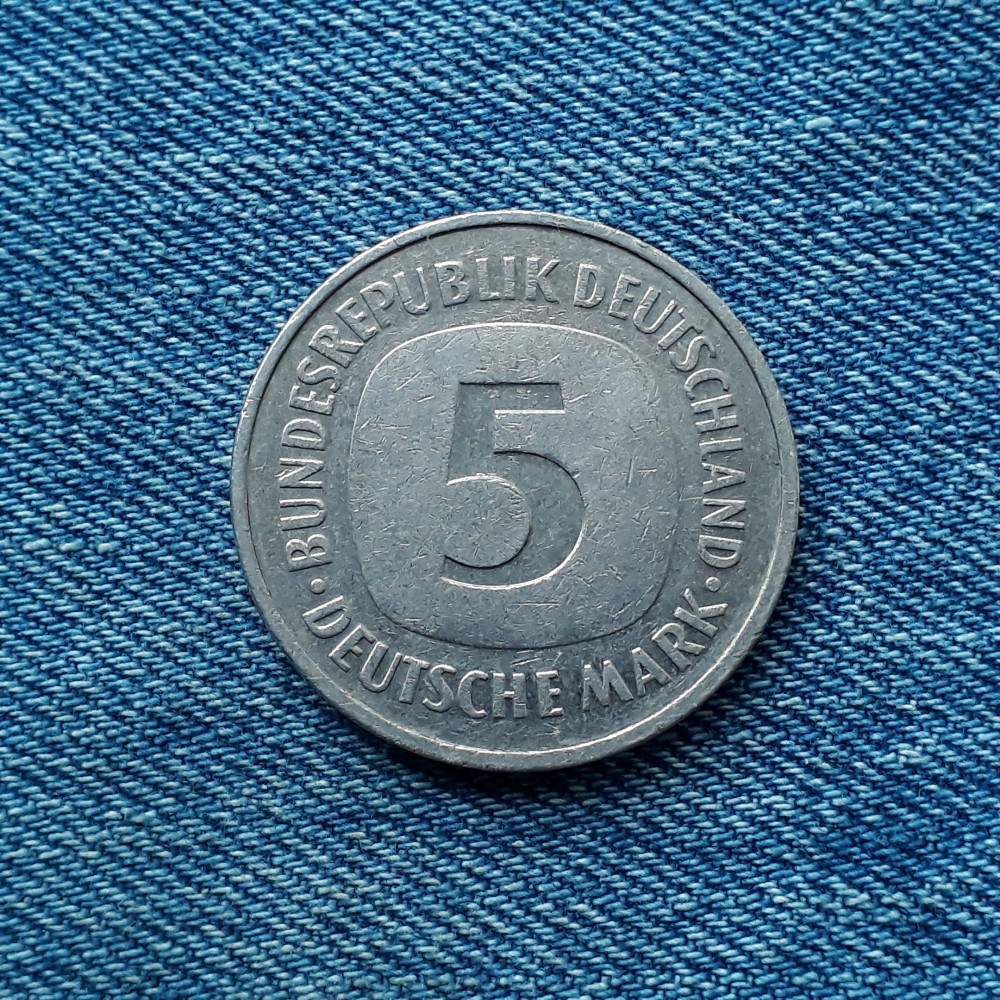 BUNDESREPUBLIK DEUTSCHLAND
5
· DEUTSCHE MARK ·